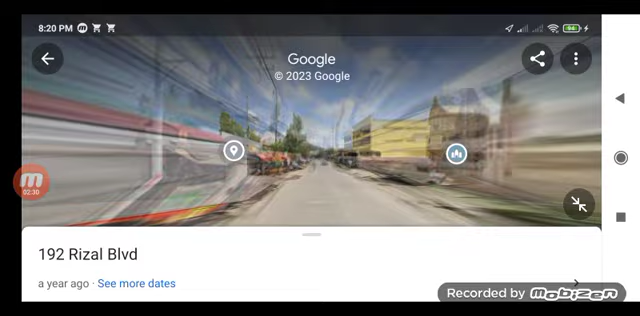 8:20 PM
94
Google
© 2023 Google
02:30
192 Rizal Blvd
a year ago · See more dates
Recorded by mobizen